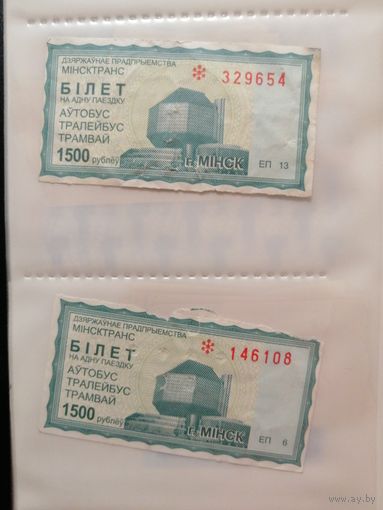 ДЗЯРЖАЎНАЕ ПРАДПРЫЕМСТВА
МІНСКТРАНС
БІЛЕТ
НА АДНУ ПАЕЗДКУ
АЎТОБУС
ТРАЛЕЙБУС
ТРАМВАЙ
1500 рублёў
329654
г. МІНСК
ЕП 13
ДЗЯРЖАЎНАЕ ПРАДПРЫЕМСТВА
МІНСКТРАНС
БІЛЕТ
НА АДНУ ПАЕЗДКУ
АЎТОБУС
ТРАЛЕЙБУС
ТРАМВАЙ
1500 рублёў
146108
г. МІНСК
ЕП 6
ay.by